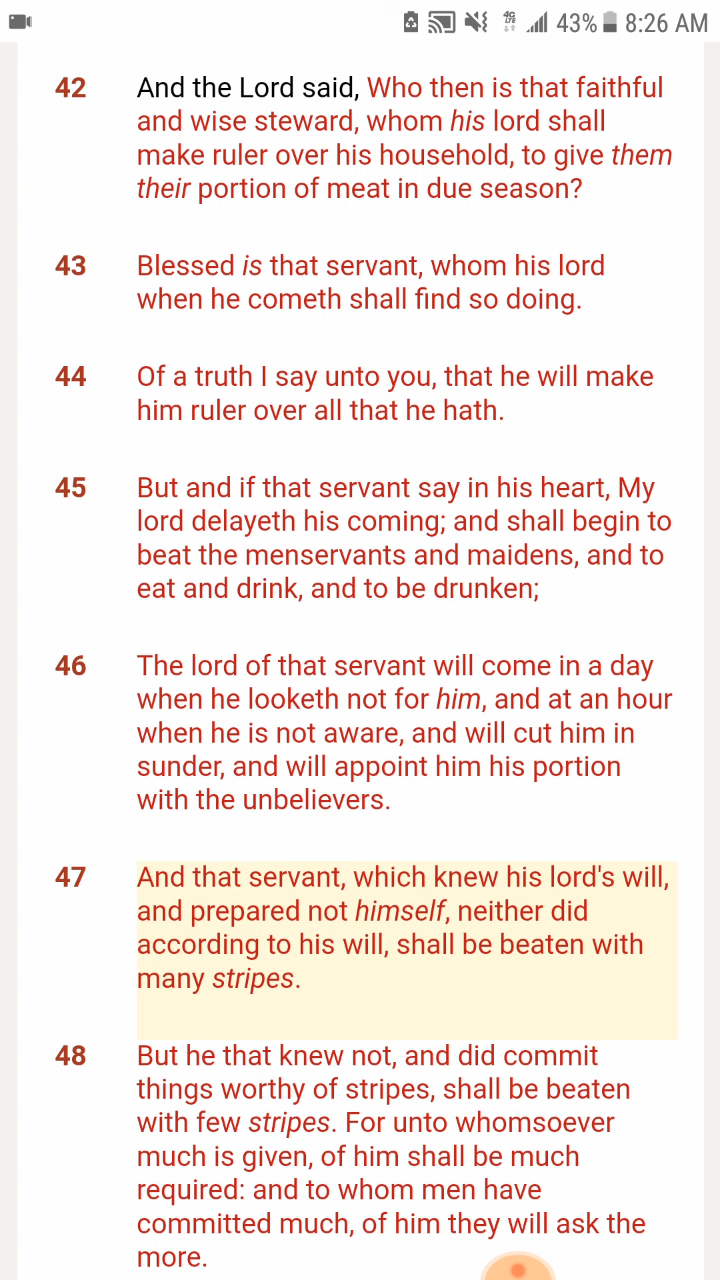 4G
LTE
43% 8:26 AM
42 And the Lord said, Who then is that faithful
and wise steward, whom his lord shall
make ruler over his household, to give them
their portion of meat in due season?
43 Blessed is that servant, whom his lord
when he cometh shall find so doing.
44 Of a truth I say unto you, that he will make
him ruler over all that he hath.
45 But and if that servant say in his heart, My
lord delayeth his coming; and shall begin to
beat the menservants and maidens, and to
eat and drink, and to be drunken;
46 The lord of that servant will come in a day
when he looketh not for him, and at an hour
when he is not aware, and will cut him in
sunder, and will appoint him his portion
with the unbelievers.
47 And that servant, which knew his lord's will,
and prepared not himself, neither did
according to his will, shall be beaten with
many stripes.
48 But he that knew not, and did commit
things worthy of stripes, shall be beaten
with few stripes. For unto whomsoever
much is given, of him shall be much
required: and to whom men have
committed much, of him they will ask the
more.